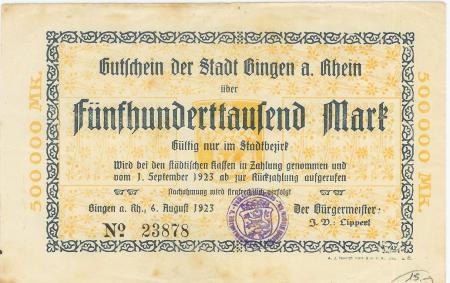 Gutschein der Stadt Bingen a. Rhein
über
Fünfhunderttausend Mark
Gültig nur im Stadtbezirk
Wird bei den städtischen Kassen in Zahlung genommen und
vom 1. September 1923 ab zur Rückzahlung aufgerufen
Nachahmung wird strafrechtlich verfolgt
Bingen a. Rh., 6. August 1923
Der Bürgermeister:
J. V.: Lippert
No 23878
500 000 MK.
500 000 MK.
15.-